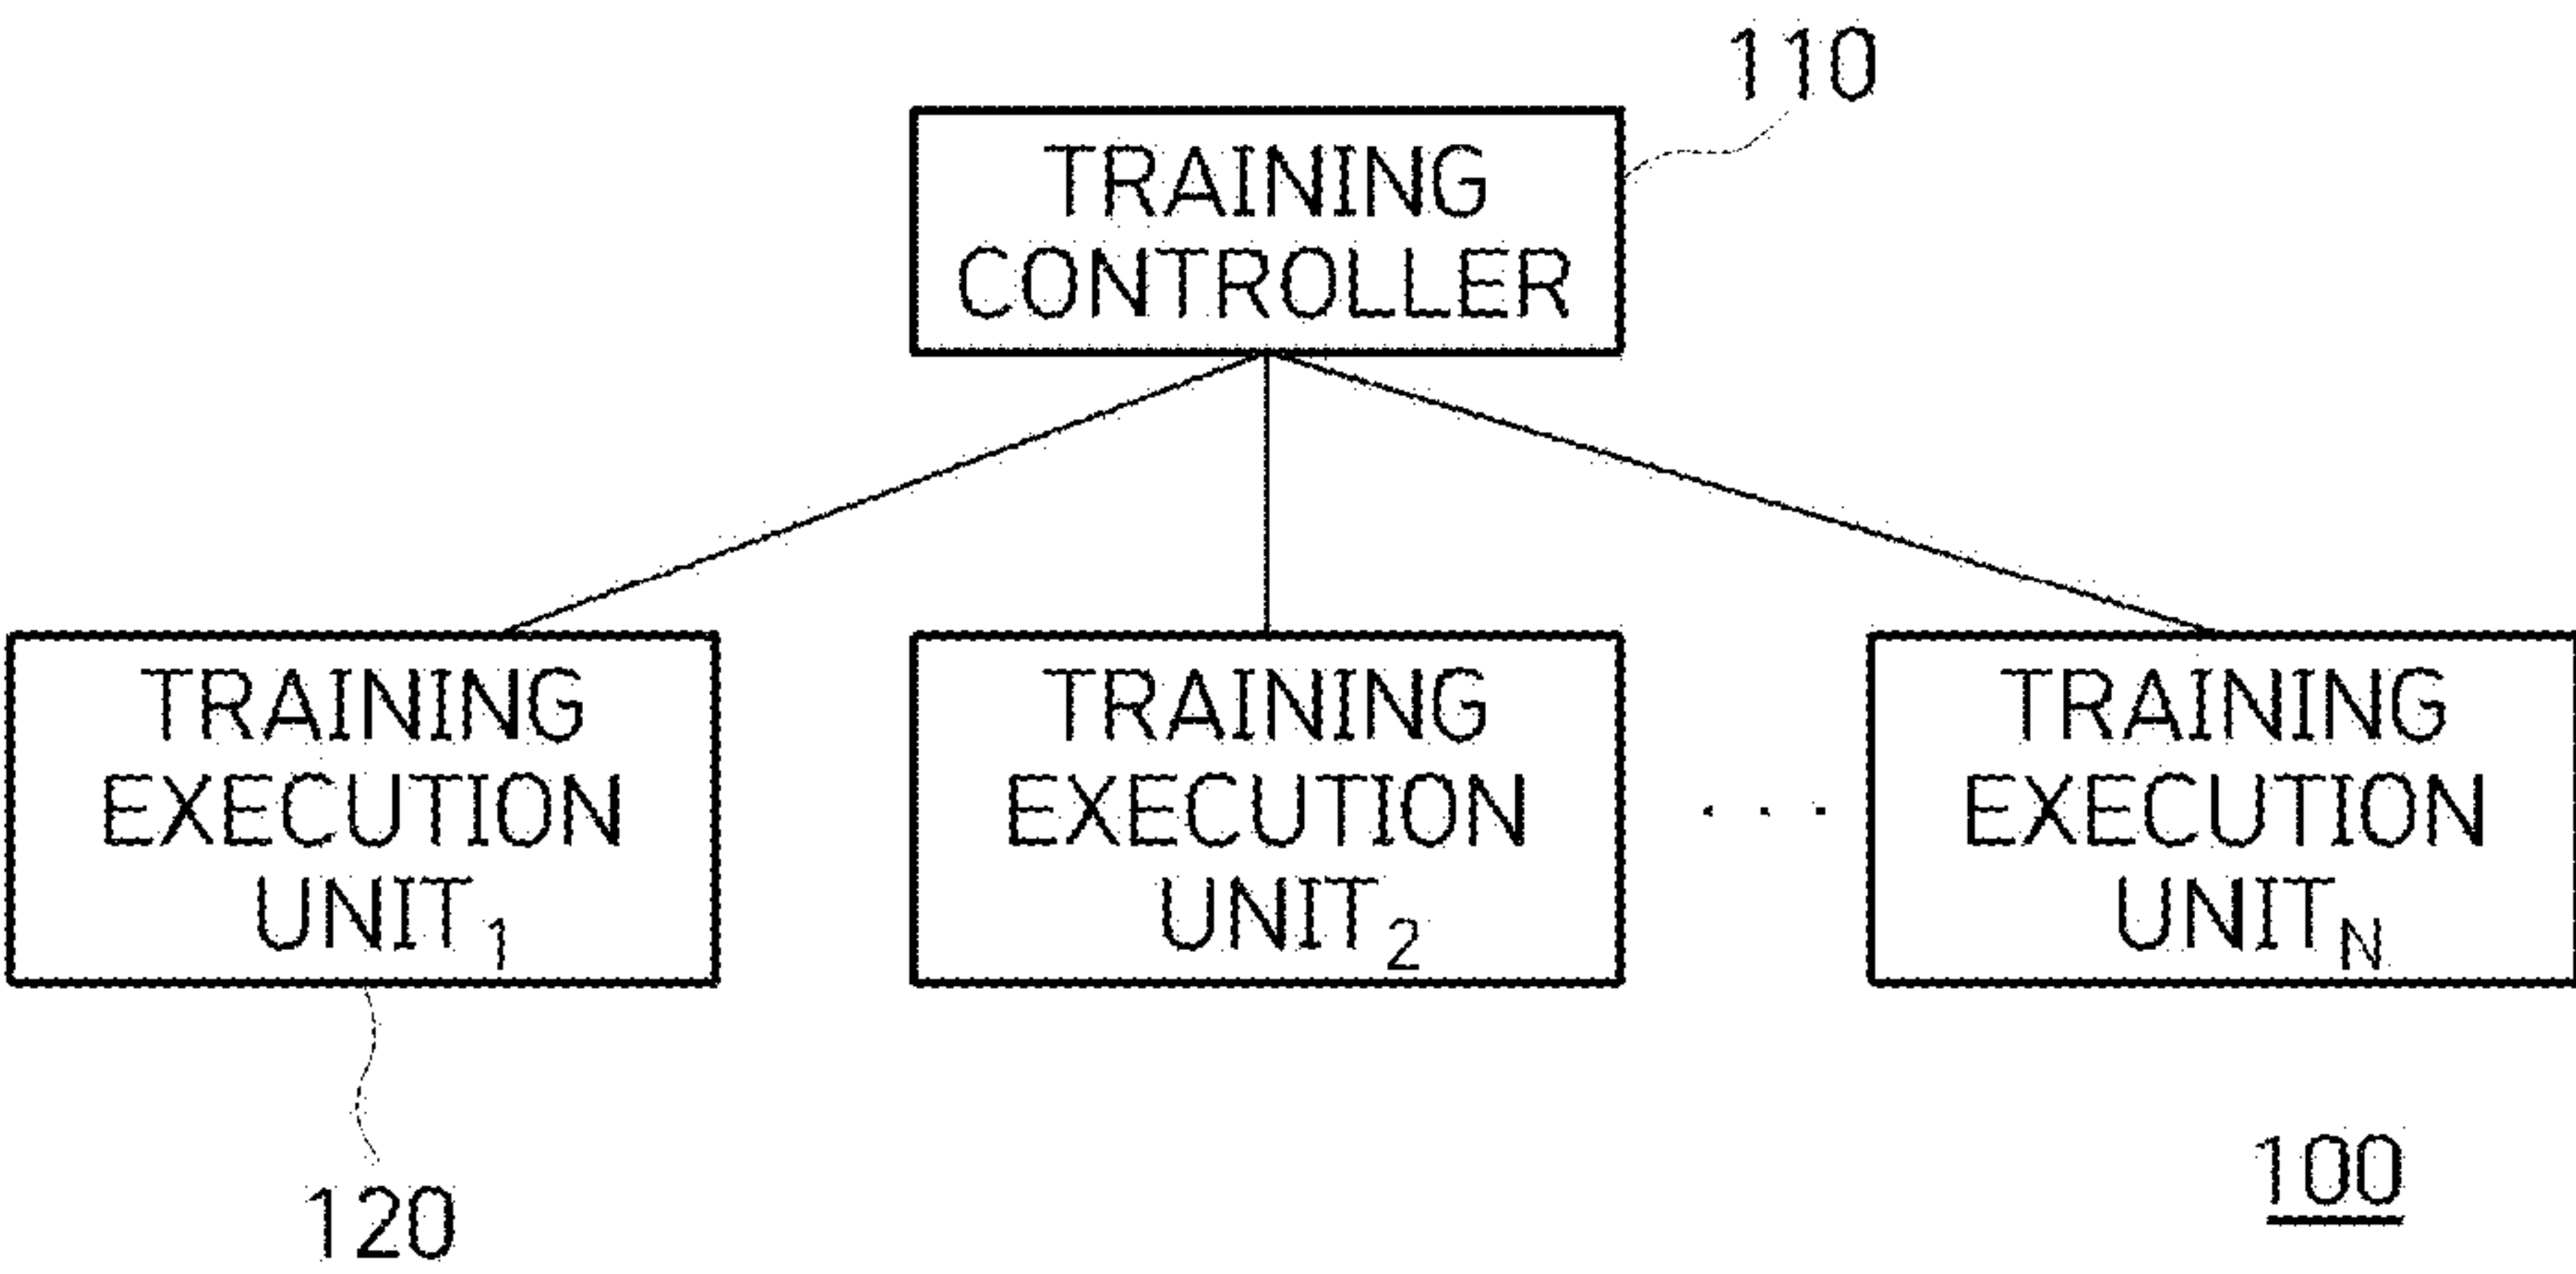 110
TRAINING
CONTROLLER
TRAINING
EXECUTION
UNIT1
TRAINING
EXECUTION
UNIT2
...
TRAINING
EXECUTION
UNITN
120
100